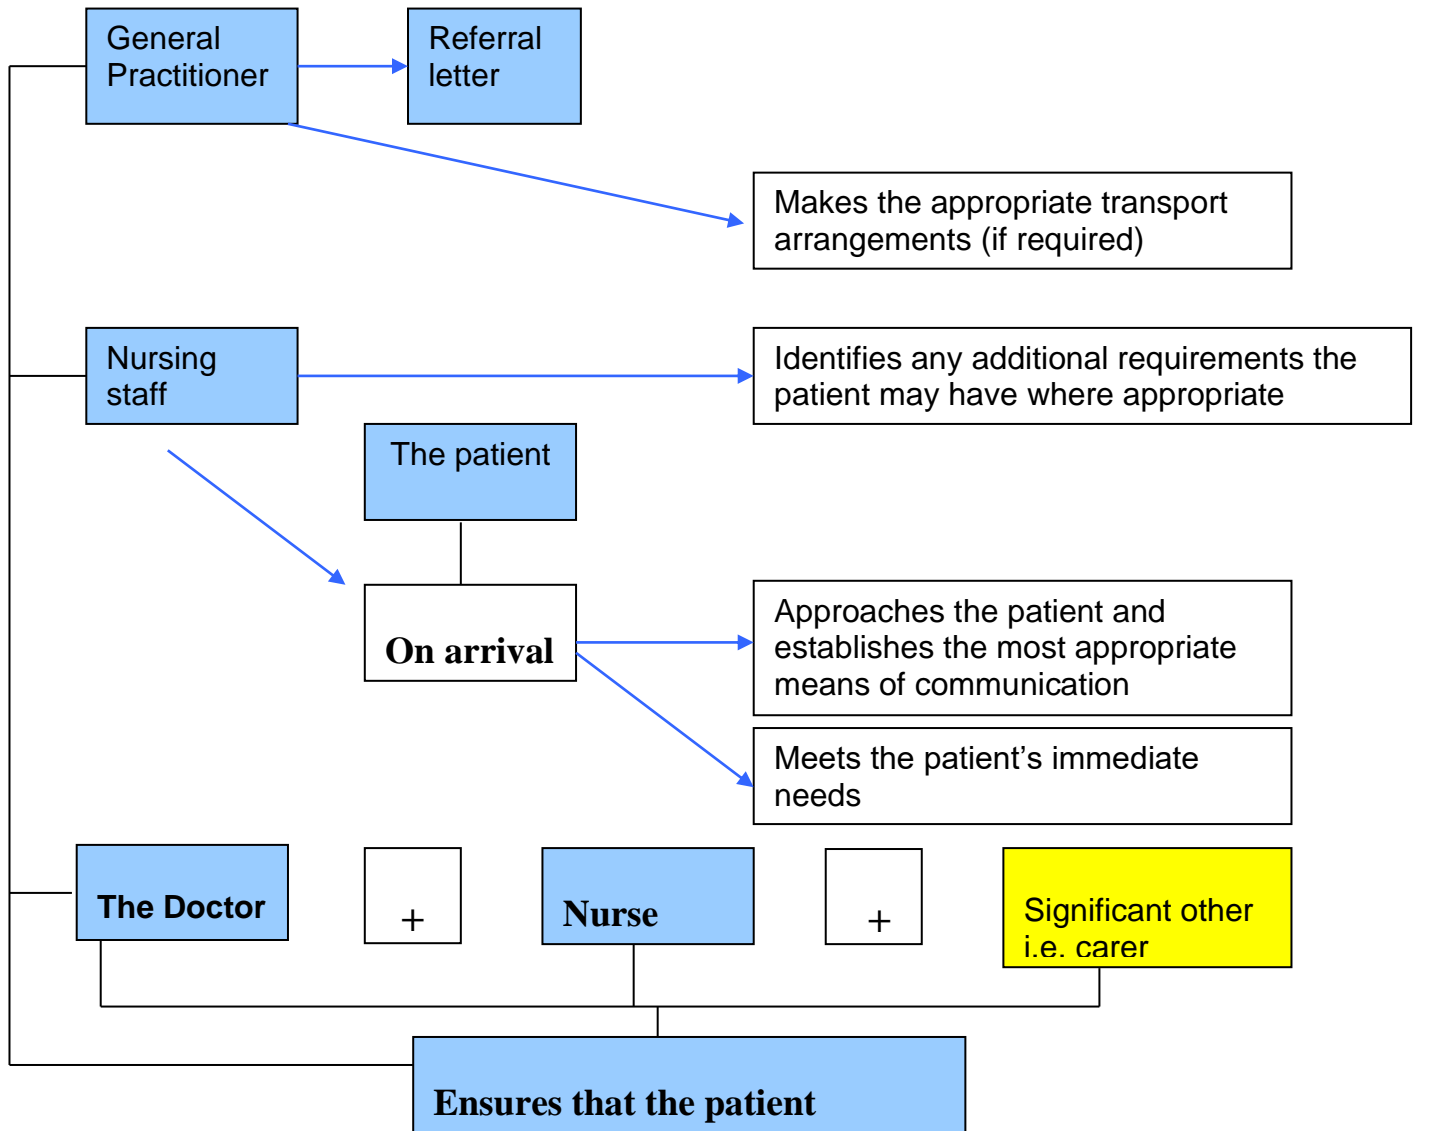 General
Practitioner
Referral
letter
Makes the appropriate transport
arrangements (if required)
Nursing
staff
Identifies any additional requirements the
patient may have where appropriate
The patient
On arrival
Approaches the patient and
establishes the most appropriate
means of communication
Meets the patient’s immediate
needs
The Doctor
+
Nurse
+
Significant other
i.e. carer
Ensures that the patient